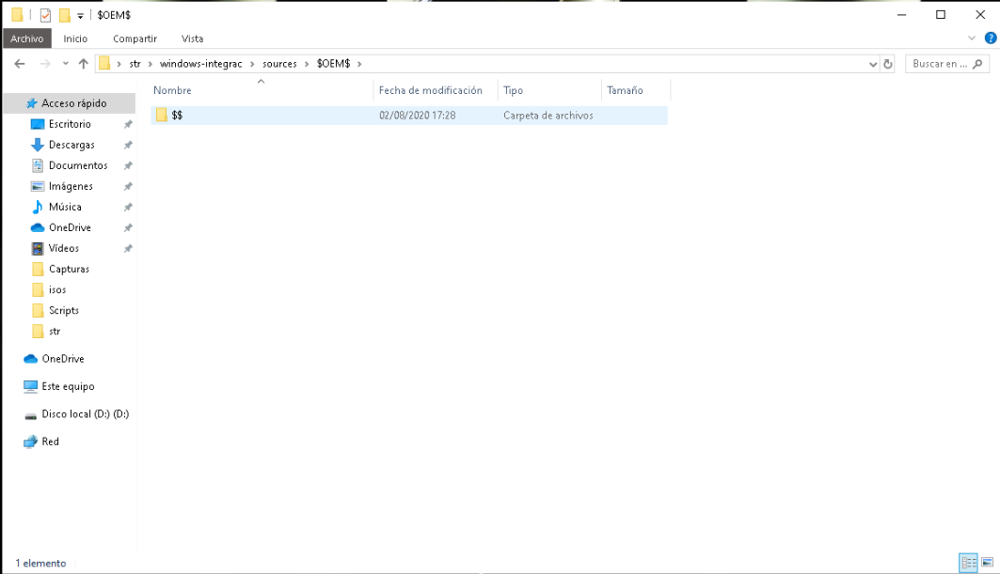 $OEM$
Archivo Inicio Compartir Vista
str windows-integrac sources $OEM$ Buscar en ...
Nombre Fecha de modificación Tipo Tamaño
$$ 02/08/2020 17:28 Carpeta de archivos
Acceso rápido
Escritorio
Descargas
Documentos
Imágenes
Música
OneDrive
Vídeos
Capturas
isos
Scripts
str
OneDrive
Este equipo
Disco local (D:) (D:)
Red
1 elemento